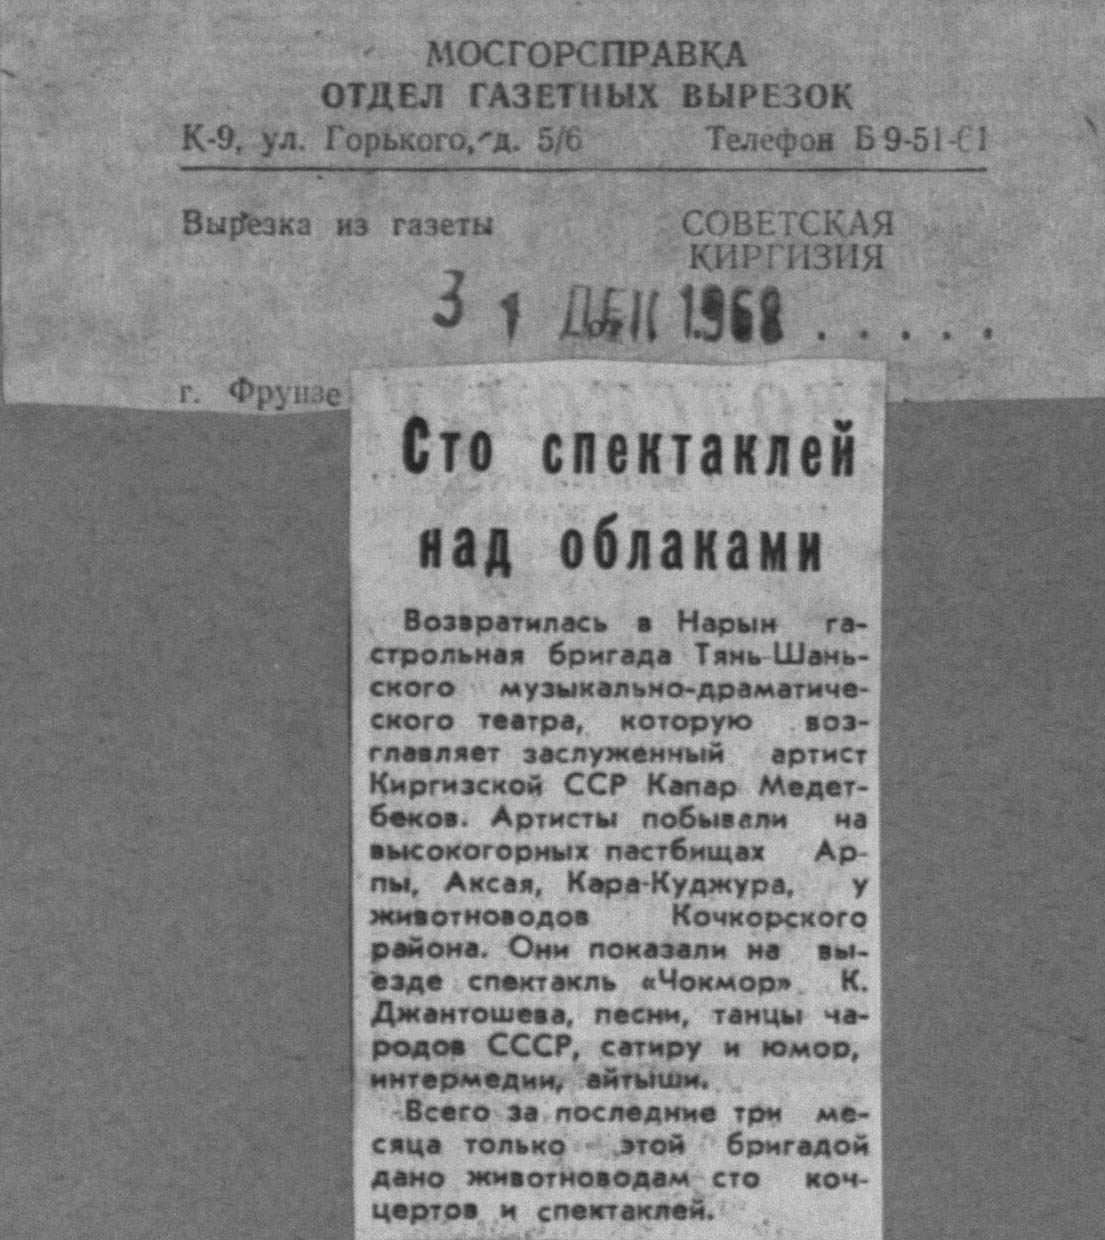 МОСГОРСПРАВКА
ОТДЕЛ ГАЗЕТНЫХ ВЫРЕЗОК
К-9, ул. Горького, д. 5/6 Телефон Б 9-51-61
Вырезка из газеты СОВЕТСКАЯ
КИРГИЗИЯ
31 ДЕК 1968 . . . . .
г. Фрунзе
Сто спектаклей
над облаками
Возвратилась в Нарын га-
строльная бригада Тянь-Шань-
ского музыкально-драматиче-
ского театра, которую воз-
главляет заслуженный артист
Киргизской ССР Капар Медет-
беков. Артисты побывали на
высокогорных пастбищах Ар-
пы, Аксая, Кара-Куджура, у
животноводов Кочкорского
района. Они показали на вы-
езде спектакль «Чокмор» К.
Джантошева, песни, танцы на-
родов СССР, сатиру и юмор,
интермедии, айтыши.
Всего за последние три ме-
сяца только этой бригадой
дано животноводам сто кон-
цертов и спектаклей.